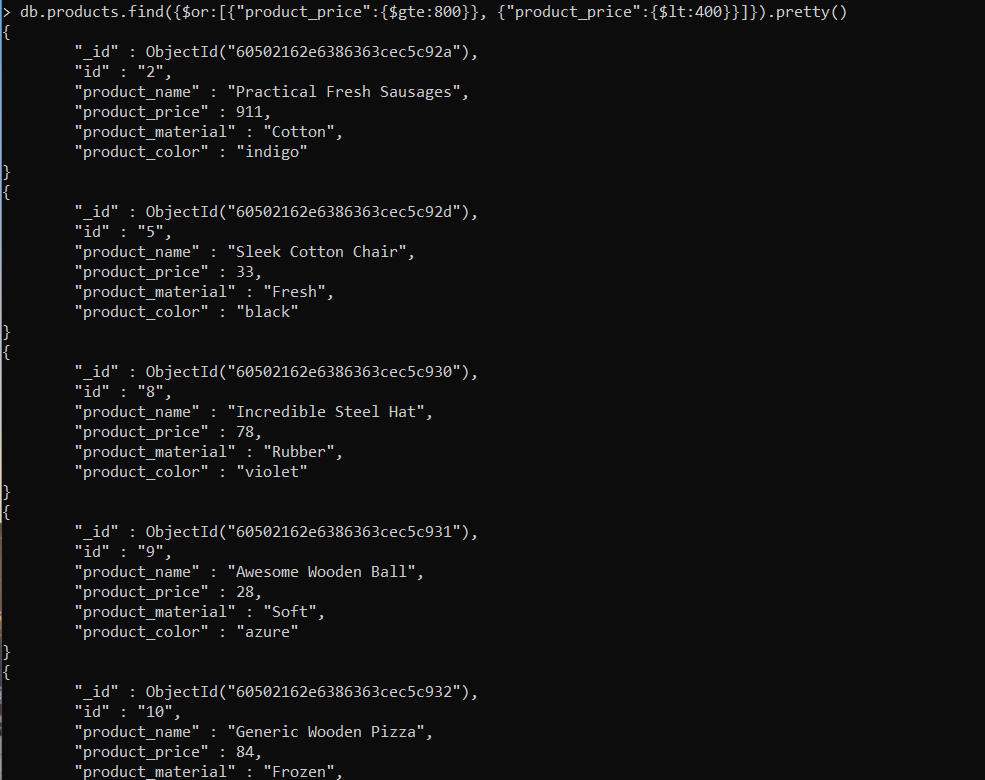 > db.products.find({$or:[{"product_price":{$gte:800}}, {"product_price":{$lt:400}}]}).pretty()
{
        "_id" : ObjectId("60502162e6386363cec5c92a"),
        "id" : "2",
        "product_name" : "Practical Fresh Sausages",
        "product_price" : 911,
        "product_material" : "Cotton",
        "product_color" : "indigo"
}
{
        "_id" : ObjectId("60502162e6386363cec5c92d"),
        "id" : "5",
        "product_name" : "Sleek Cotton Chair",
        "product_price" : 33,
        "product_material" : "Fresh",
        "product_color" : "black"
}
{
        "_id" : ObjectId("60502162e6386363cec5c930"),
        "id" : "8",
        "product_name" : "Incredible Steel Hat",
        "product_price" : 78,
        "product_material" : "Rubber",
        "product_color" : "violet"
}
{
        "_id" : ObjectId("60502162e6386363cec5c931"),
        "id" : "9",
        "product_name" : "Awesome Wooden Ball",
        "product_price" : 28,
        "product_material" : "Soft",
        "product_color" : "azure"
}
{
        "_id" : ObjectId("60502162e6386363cec5c932"),
        "id" : "10",
        "product_name" : "Generic Wooden Pizza",
        "product_price" : 84,
        "product_material" : "Frozen",